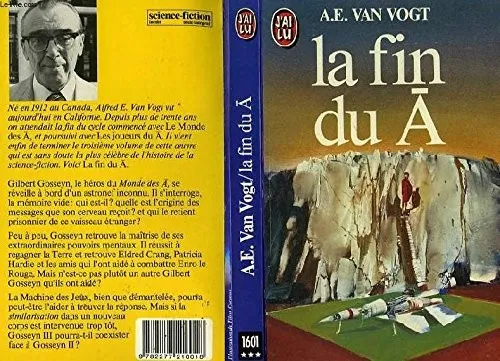 Le-Livre.com
science-fiction
texte intégral
Né en 1912 au Canada, Alfred E. Van Vogt vit
aujourd'hui en Californie. Depuis plus de trente ans
on attendait la fin du cycle commencé avec Le Monde
des Ā, et poursuivi avec Les joueurs du Ā. Il vient
enfin de terminer le troisième volume de cette œuvre
qui est sans doute la plus célèbre de l'histoire de la
science-fiction. Voici La fin du Ā.
Gilbert Gosseyn, le héros du Monde des Ā, se
réveille à bord d'un astronef inconnu. Il s'interroge,
la mémoire vide: qui est-il? quelle est l'origine des
messages que son cerveau reçoit? et qui le retient
prisonnier de ce vaisseau étranger?
Peu à peu, Gosseyn retrouve la maîtrise de ses
extraordinaires pouvoirs mentaux. Il réussit à
regagner la Terre et retrouve Eldred Crang, Patricia
Hardie et les amis qui l'ont aidé à combattre Enro le
Rouge. Mais n'est-ce pas plutôt un autre Gilbert
Gosseyn qu'ils ont aidé?
La Machine des Jeux, bien que démantelée, pourra
peut-être l'aider à trouver la réponse. Mais si la
similarisation dans un nouveau
corps est intervenue trop tôt,
Gosseyn III pourra-t-il coexister
face à Gosseyn II?
9 782277 216018
J'AI
LU
A.E. Van Vogt/la fin du Ā
1601
★★★
J'AI
LU
A.E. VAN VOGT
la fin
du Ā